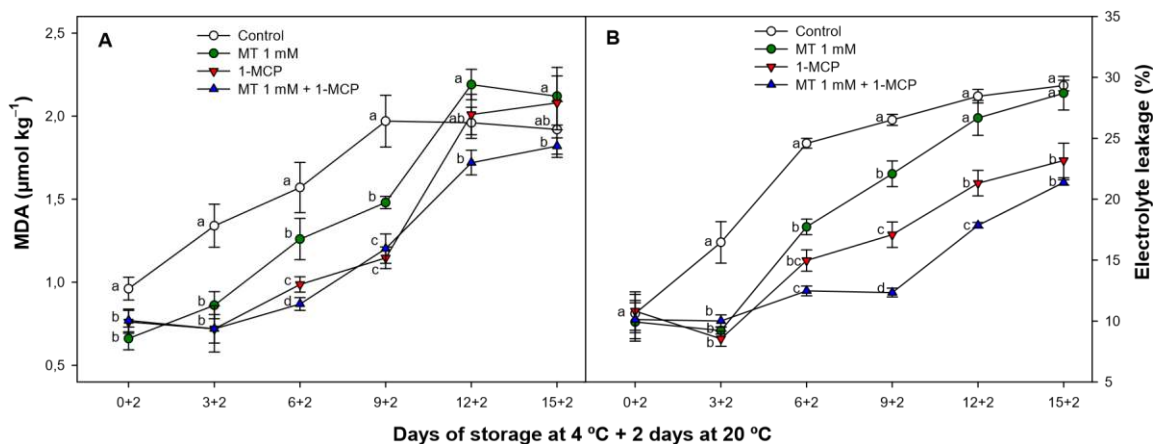 A
Control
MT 1 mM
1-MCP
MT 1 mM + 1-MCP
B
Control
MT 1 mM
1-MCP
MT 1 mM + 1-MCP
MDA (µmol kg⁻¹)
2,5
2,0
1,5
1,0
0,5
a
b
b
a
b
b
a
b
c
d
a
b
c
c
a
ab
b
a
ab
b
Electrolyte leakage (%)
35
30
25
20
15
10
5
a
a
b
b
b
a
b
bc
c
a
b
c
d
a
a
b
c
a
a
b
b
0+2 3+2 6+2 9+2 12+2 15+2
0+2 3+2 6+2 9+2 12+2 15+2
Days of storage at 4 ºC + 2 days at 20 ºC